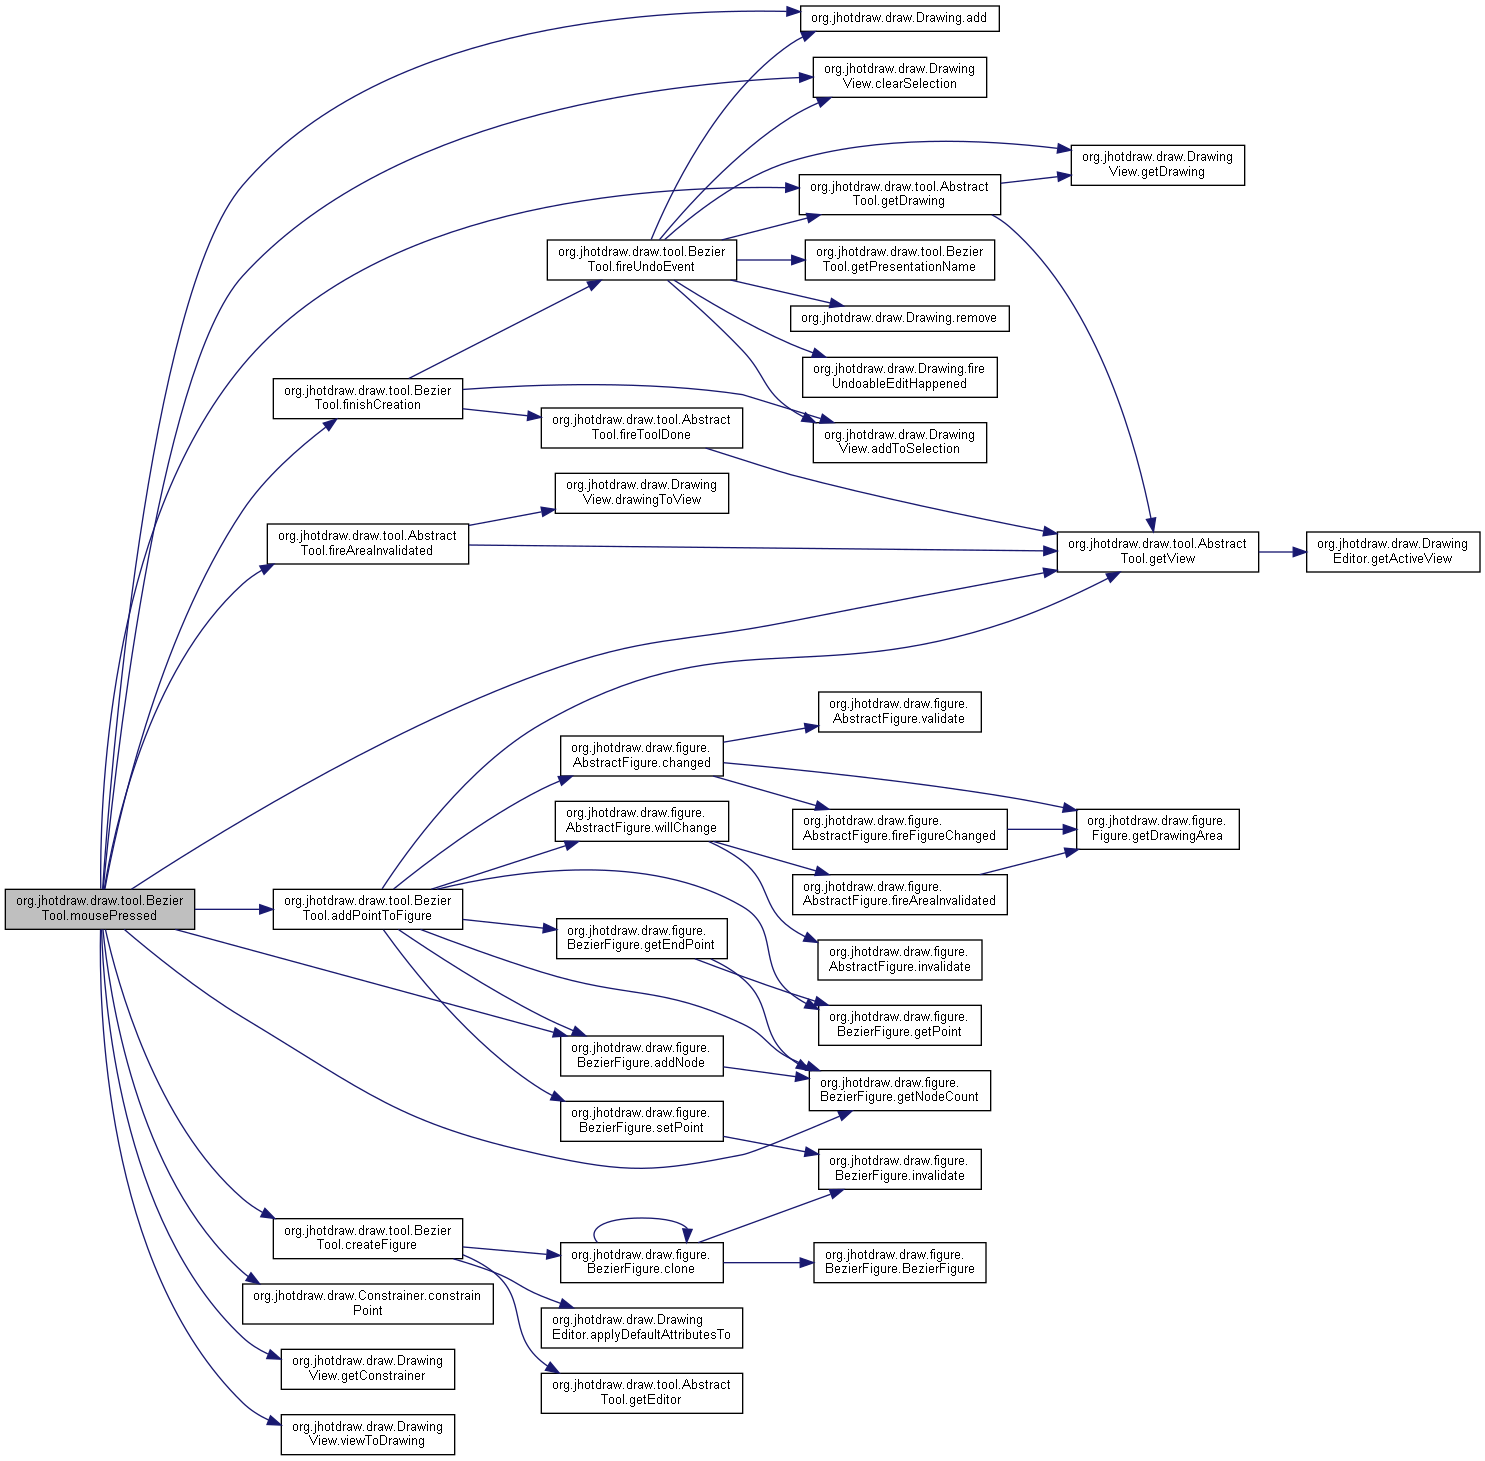 org.jhotdraw.draw.Drawing.add
org.jhotdraw.draw.Drawing
View.clearSelection
org.jhotdraw.draw.Drawing
View.getDrawing
org.jhotdraw.draw.tool.Abstract
Tool.getDrawing
org.jhotdraw.draw.tool.Bezier
Tool.fireUndoEvent
org.jhotdraw.draw.tool.Bezier
Tool.getPresentationName
org.jhotdraw.draw.Drawing.remove
org.jhotdraw.draw.Drawing.fire
UndoableEditHappened
org.jhotdraw.draw.tool.Bezier
Tool.finishCreation
org.jhotdraw.draw.tool.Abstract
Tool.fireToolDone
org.jhotdraw.draw.Drawing
View.addToSelection
org.jhotdraw.draw.Drawing
View.drawingToView
org.jhotdraw.draw.tool.Abstract
Tool.fireAreaInvalidated
org.jhotdraw.draw.tool.Abstract
Tool.getView
org.jhotdraw.draw.Drawing
Editor.getActiveView
org.jhotdraw.draw.figure.
AbstractFigure.validate
org.jhotdraw.draw.figure.
AbstractFigure.changed
org.jhotdraw.draw.figure.
AbstractFigure.willChange
org.jhotdraw.draw.figure.
AbstractFigure.fireFigureChanged
org.jhotdraw.draw.figure.
Figure.getDrawingArea
org.jhotdraw.draw.figure.
AbstractFigure.fireAreaInvalidated
org.jhotdraw.draw.tool.Bezier
Tool.mousePressed
org.jhotdraw.draw.tool.Bezier
Tool.addPointToFigure
org.jhotdraw.draw.figure.
BezierFigure.getEndPoint
org.jhotdraw.draw.figure.
AbstractFigure.invalidate
org.jhotdraw.draw.figure.
BezierFigure.getPoint
org.jhotdraw.draw.figure.
BezierFigure.addNode
org.jhotdraw.draw.figure.
BezierFigure.getNodeCount
org.jhotdraw.draw.figure.
BezierFigure.setPoint
org.jhotdraw.draw.figure.
BezierFigure.invalidate
org.jhotdraw.draw.tool.Bezier
Tool.createFigure
org.jhotdraw.draw.figure.
BezierFigure.clone
org.jhotdraw.draw.figure.
BezierFigure.BezierFigure
org.jhotdraw.draw.Constrainer.constrain
Point
org.jhotdraw.draw.Drawing
Editor.applyDefaultAttributesTo
org.jhotdraw.draw.Drawing
View.getConstrainer
org.jhotdraw.draw.tool.Abstract
Tool.getEditor
org.jhotdraw.draw.Drawing
View.viewToDrawing